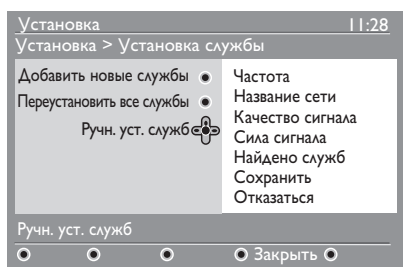 Установка 11:28
Установка > Установка службы
Добавить новые службы
Переустановить все службы
Ручн. уст. служб
Частота
Название сети
Качество сигнала
Сила сигнала
Найдено служб
Сохранить
Отказаться
Ручн. уст. служб
Закрыть